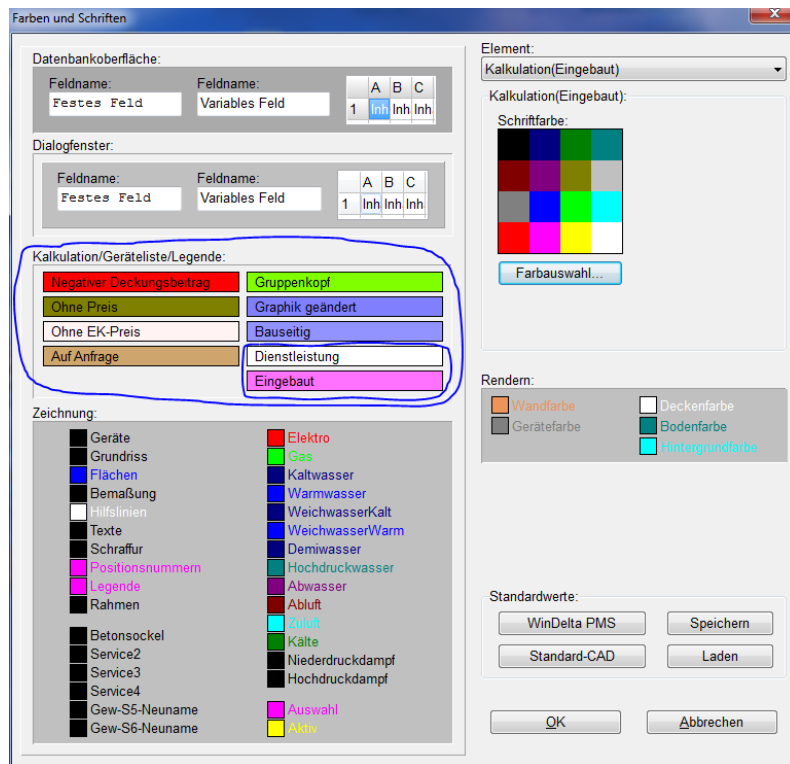 Farben und Schriften
Datenbankoberfläche:
Feldname:
Feldname:
Festes Feld
Variables Feld
A B C
1 Inh Inh Inh
Dialogfenster:
Feldname:
Feldname:
Festes Feld
Variables Feld
A B C
1 Inh Inh Inh
Kalkulation/Geräteliste/Legende:
Negativer Deckungsbeitrag
Gruppenkopf
Ohne Preis
Graphik geändert
Ohne EK-Preis
Bauseitig
Auf Anfrage
Dienstleistung
Eingebaut
Zeichnung:
Geräte
Grundriss
Flächen
Bemaßung
Hilfslinien
Texte
Schraffur
Positionsnummern
Legende
Rahmen
Betonsockel
Service2
Service3
Service4
Gew-S5-Neuname
Gew-S6-Neuname
Elektro
Gas
Kaltwasser
Warmwasser
WeichwasserKalt
WeichwasserWarm
Demiwasser
Hochdruckwasser
Abwasser
Abluft
Zuluft
Kälte
Niederdruckdampf
Hochdruckdampf
Auswahl
Aktiv
Element:
Kalkulation(Eingebaut)
Kalkulation(Eingebaut):
Schriftfarbe:
Farbauswahl...
Rendern:
Wandfarbe
Deckenfarbe
Gerätefarbe
Bodenfarbe
Hintergrundfarbe
Standardwerte:
WinDelta PMS
Speichern
Standard-CAD
Laden
OK
Abbrechen